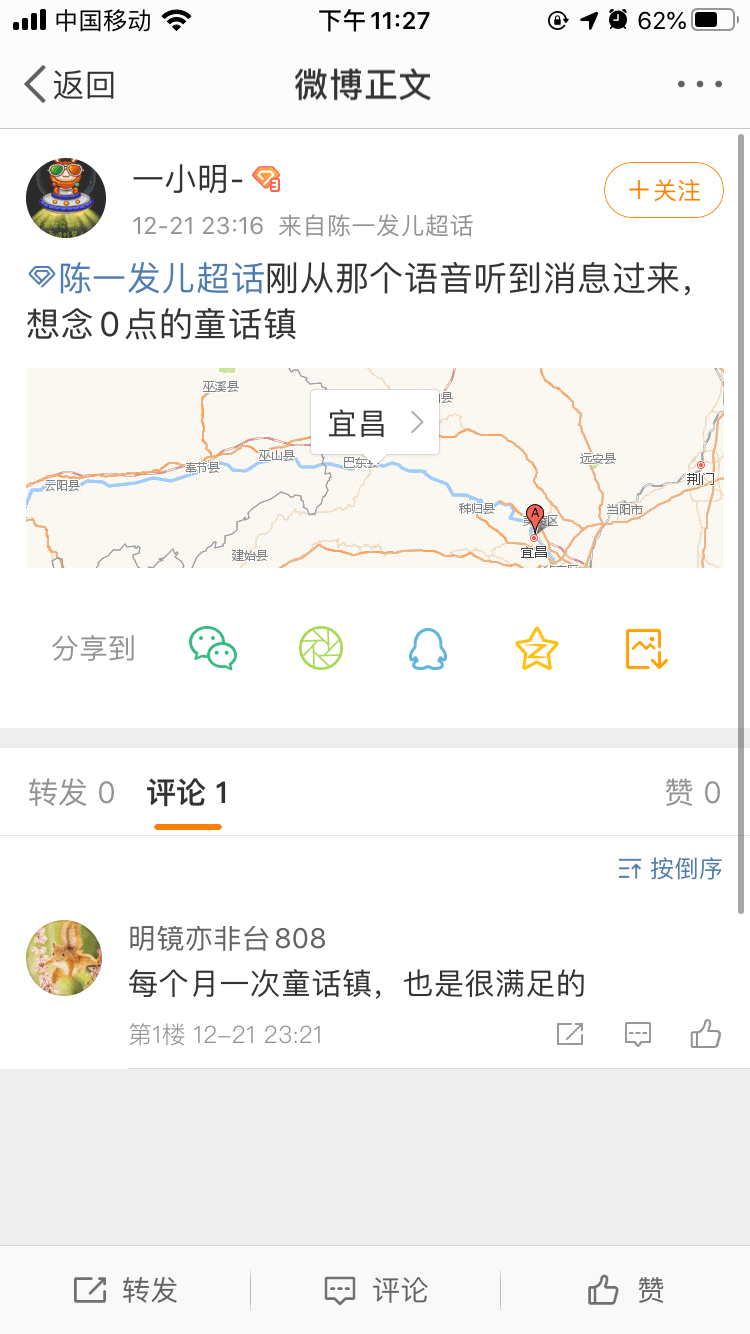 中国移动 下午11:27 62%
返回 微博正文
一小明- 3
+关注
12-21 23:16 来自陈一发儿超话
陈一发儿超话刚从那个语音听到消息过来，
想念0点的童话镇
巫溪县
宜昌
县
巫山县
巴东县
奉节县
远安县
荆门
云阳县
秭归县
A
当阳市
宜昌
建始县
分享到
转发 0 评论 1 赞 0
按倒序
明镜亦非台808
每个月一次童话镇，也是很满足的
第1楼 12-21 23:21
转发 评论 赞